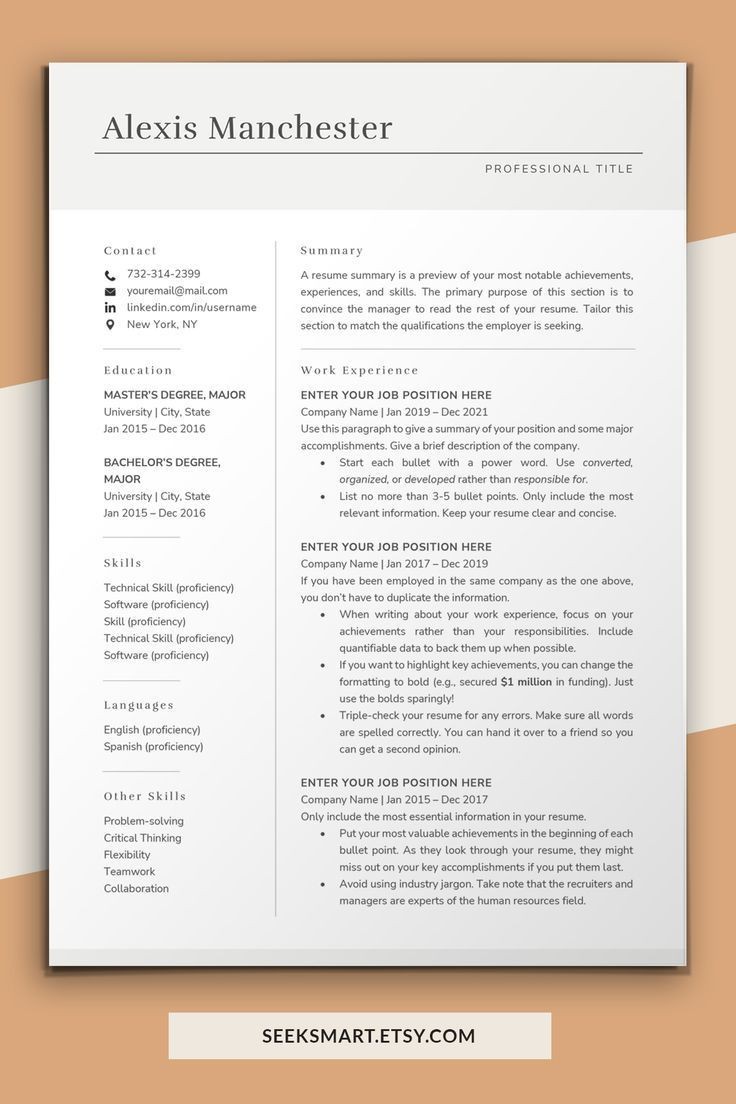 Alexis Manchester
PROFESSIONAL TITLE
Contact
732-314-2399
youremail@mail.com
linkedin.com/in/username
New York, NY
Education
MASTER'S DEGREE, MAJOR
University | City, State
Jan 2015 – Dec 2016
BACHELOR'S DEGREE,
MAJOR
University | City, State
Jan 2015 – Dec 2016
Skills
Technical Skill (proficiency)
Software (proficiency)
Skill (proficiency)
Technical Skill (proficiency)
Software (proficiency)
Languages
English (proficiency)
Spanish (proficiency)
Other Skills
Problem-solving
Critical Thinking
Flexibility
Teamwork
Collaboration
Summary
A resume summary is a preview of your most notable achievements,
experiences, and skills. The primary purpose of this section is to
convince the manager to read the rest of your resume. Tailor this
section to match the qualifications the employer is seeking.
Work Experience
ENTER YOUR JOB POSITION HERE
Company Name | Jan 2019 – Dec 2021
Use this paragraph to give a summary of your position and some major
accomplishments. Give a brief description of the company.
• Start each bullet with a power word. Use converted,
organized, or developed rather than responsible for.
• List no more than 3-5 bullet points. Only include the most
relevant information. Keep your resume clear and concise.
ENTER YOUR JOB POSITION HERE
Company Name | Jan 2017 – Dec 2019
If you have been employed in the same company as the one above,
you don't have to duplicate the information.
• When writing about your work experience, focus on your
achievements rather than your responsibilities. Include
quantifiable data to back them up when possible.
• If you want to highlight key achievements, you can change the
formatting to bold (e.g., secured $1 million in funding). Just
use the bolds sparingly!
• Triple-check your resume for any errors. Make sure all words
are spelled correctly. You can hand it over to a friend so you
can get a second opinion.
ENTER YOUR JOB POSITION HERE
Company Name | Jan 2015 – Dec 2017
Only include the most essential information in your resume.
• Put your most valuable achievements in the beginning of each
bullet point. As they look through your resume, they might
miss out on your key accomplishments if you put them last.
• Avoid using industry jargon. Take note that the recruiters and
managers are experts of the human resources field.
SEEKSMART.ETSY.COM